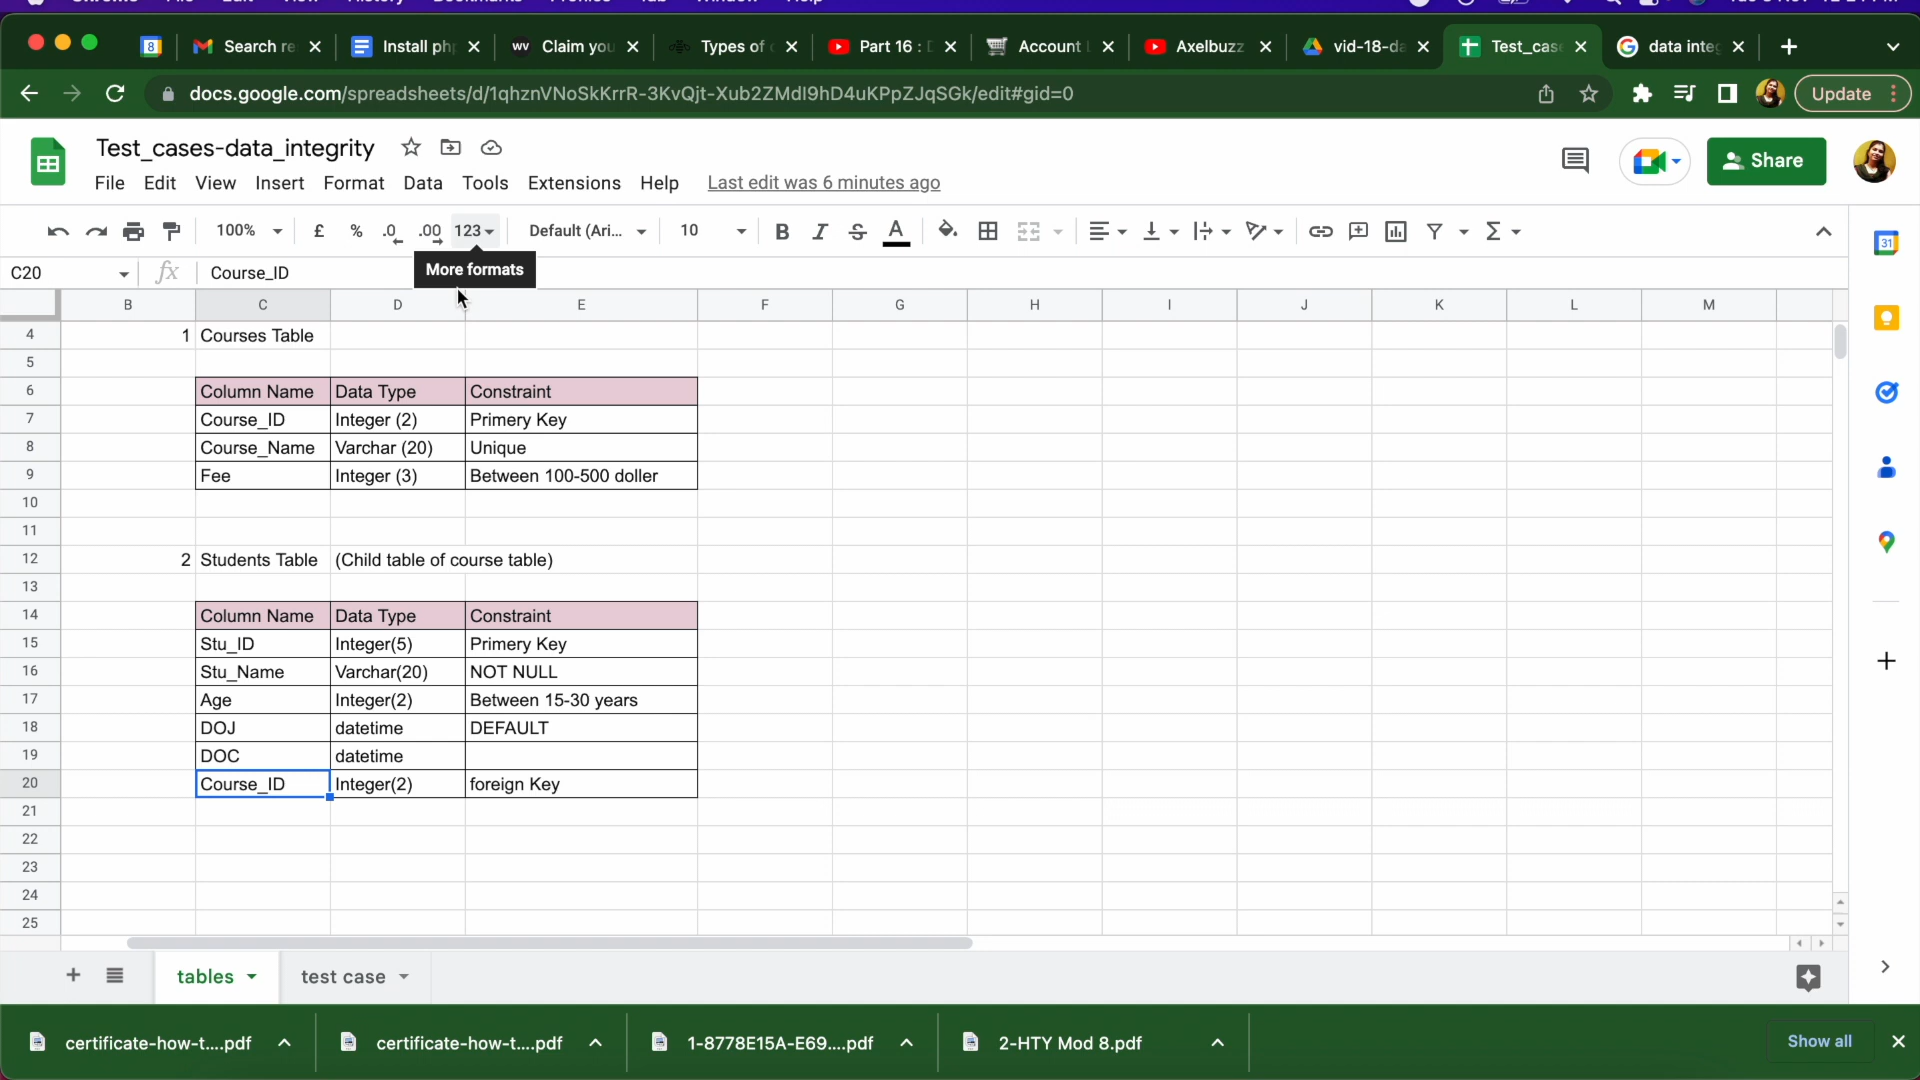 8
Search re
Install ph
Claim you
Types of
Part 16 :
Account
Axelbuzz
vid-18-da
Test_case
data integ
docs.google.com/spreadsheets/d/1qhznVNoSkKrrR-3KvQjt-Xub2ZMdI9hD4uKPpZJqSGk/edit#gid=0
Update
Test_cases-data_integrity
Share
File Edit View Insert Format Data Tools Extensions Help Last edit was 6 minutes ago
100% £ % .0 .00 123 Default (Ari... 10 B I S A
31
C20 fx Course_ID
More formats
B C D E F G H I J K L M
4 1 Courses Table
5
6 Column Name Data Type Constraint
7 Course_ID Integer (2) Primery Key
8 Course_Name Varchar (20) Unique
9 Fee Integer (3) Between 100-500 doller
10
11
12 2 Students Table (Child table of course table)
13
14 Column Name Data Type Constraint
15 Stu_ID Integer(5) Primery Key
16 Stu_Name Varchar(20) NOT NULL
17 Age Integer(2) Between 15-30 years
18 DOJ datetime DEFAULT
19 DOC datetime
20 Course_ID Integer(2) foreign Key
21
22
23
24
25
tables test case
certificate-how-t....pdf certificate-how-t....pdf 1-8778E15A-E69....pdf 2-HTY Mod 8.pdf Show all